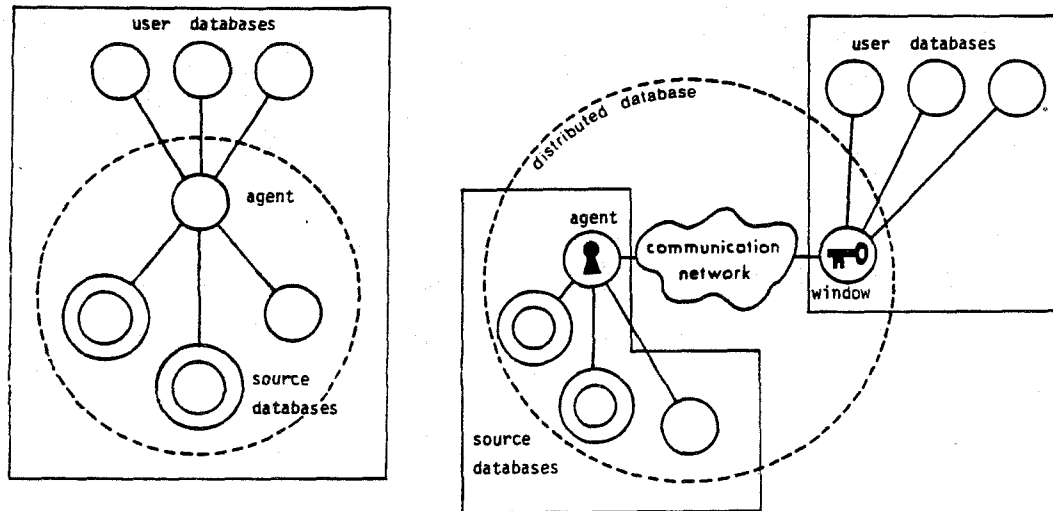 user databases
agent
source
databases
user databases
distributed database
agent
communication
network
window
source
databases